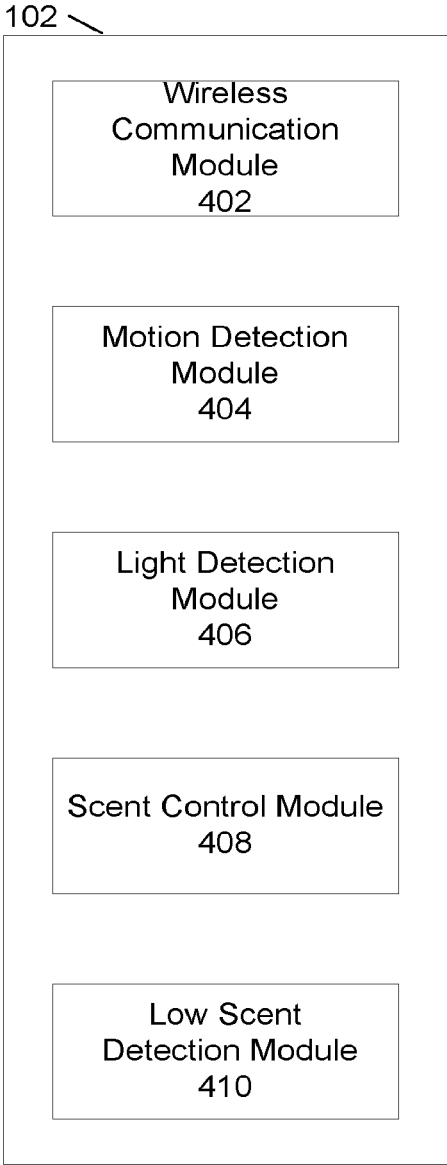 102
Wireless
Communication
Module
402
Motion Detection
Module
404
Light Detection
Module
406
Scent Control Module
408
Low Scent
Detection Module
410